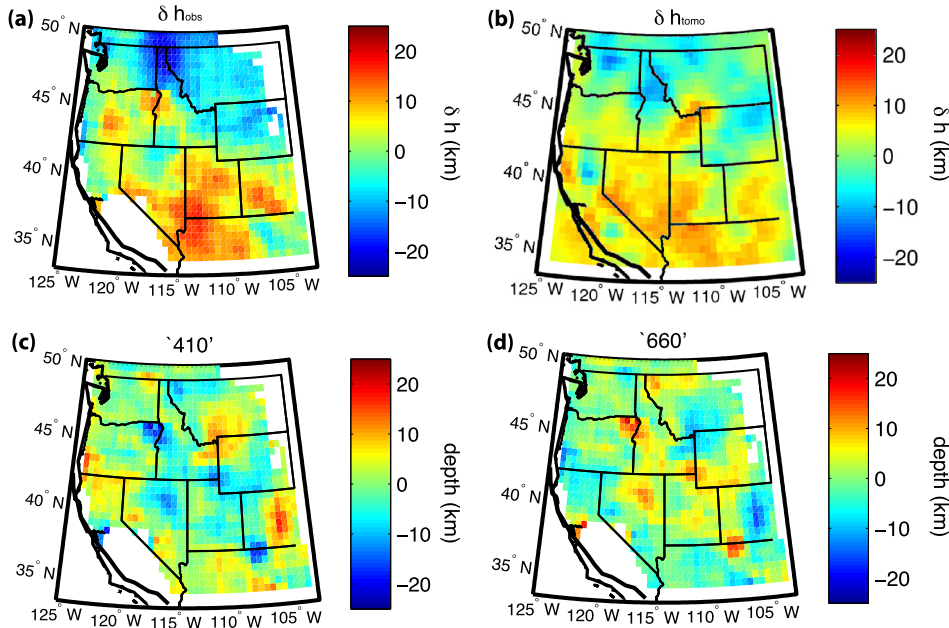 (a)
δ hobs
50° N
45° N
40° N
35° N
125° W
120° W
115° W
110° W
105° W
20
10
0
−10
−20
δ h (km)
(b)
δ htomo
50° N
45° N
40° N
35° N
125° W
120° W
115° W
110° W
105° W
20
10
0
−10
−20
δ h (km)
(c)
`410'
50° N
45° N
40° N
35° N
125° W
120° W
115° W
110° W
105° W
20
10
0
−10
−20
depth (km)
(d)
`660'
50° N
45° N
40° N
35° N
125° W
120° W
115° W
110° W
105° W
20
10
0
−10
−20
depth (km)